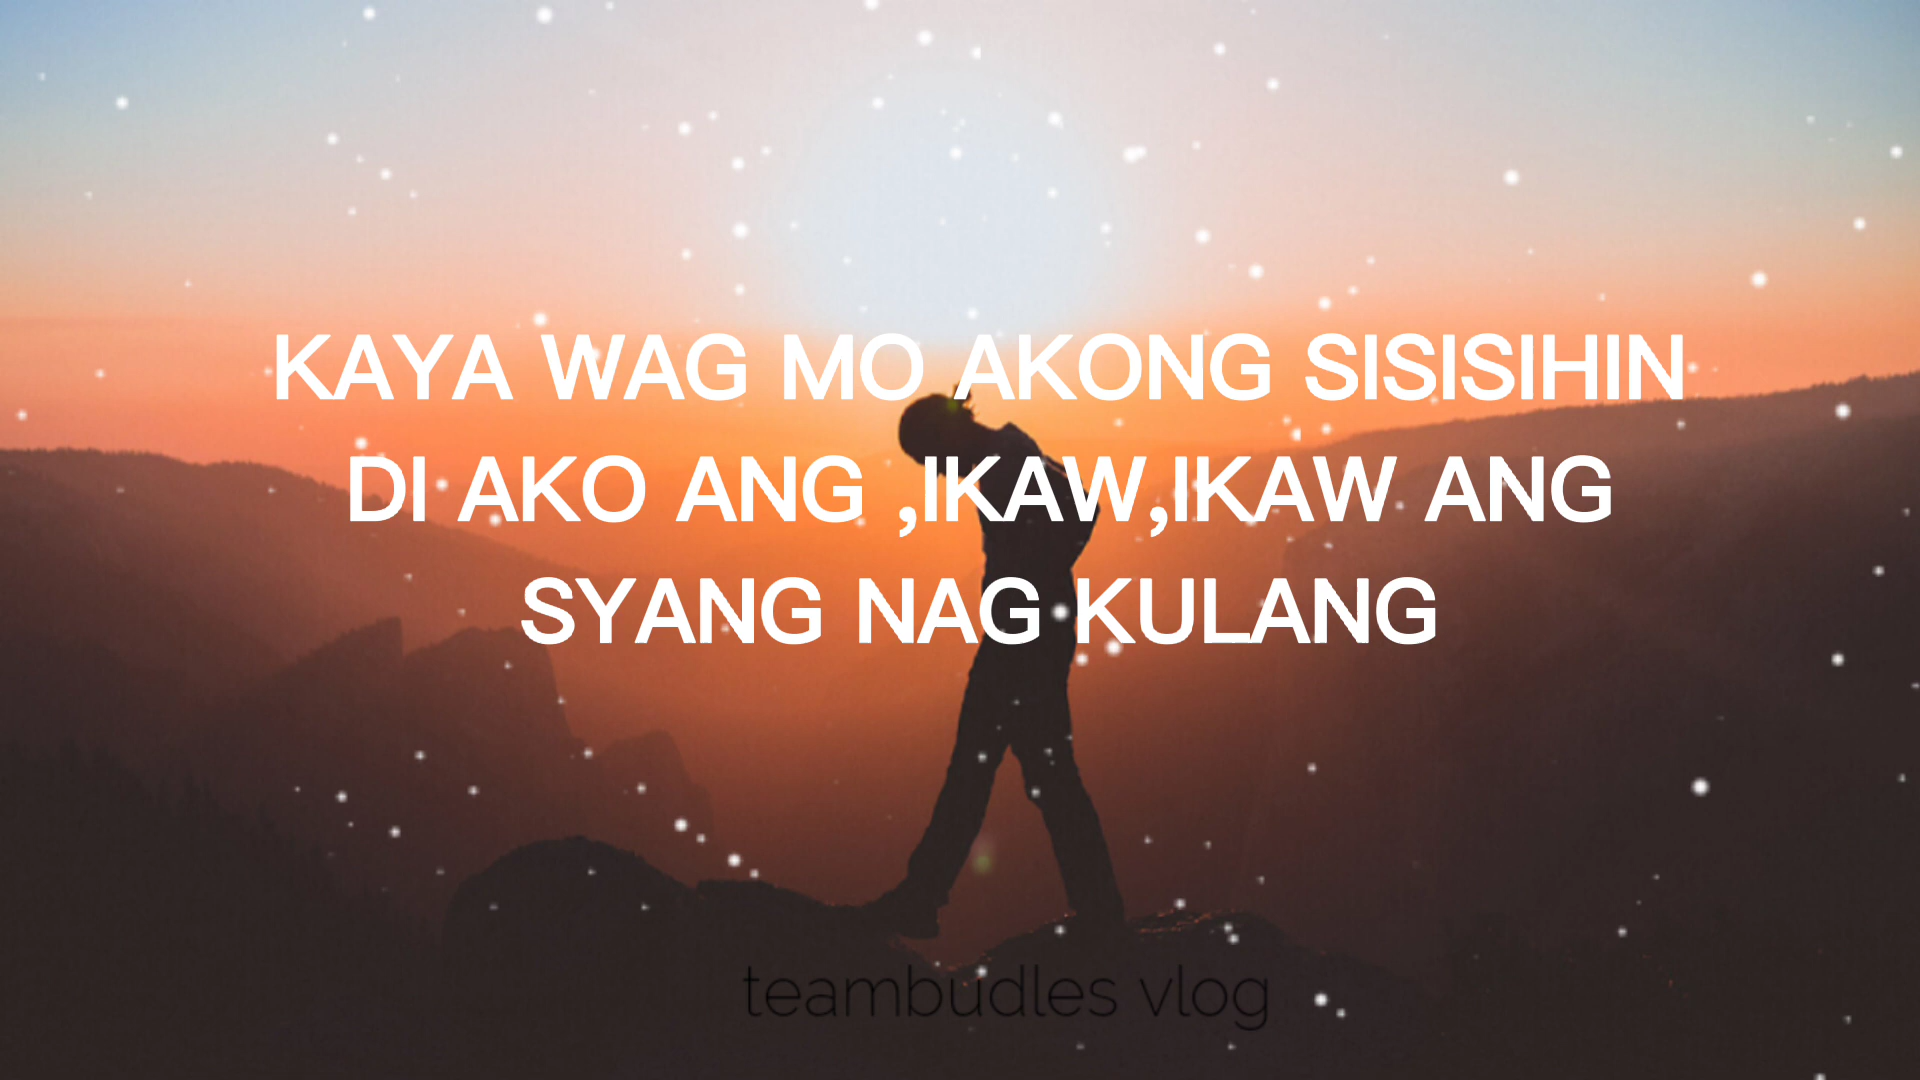 KAYA WAG MO AKONG SISISIHIN
DI AKO ANG ,IKAW,IKAW ANG
SYANG NAG KULANG
teambudles vlog